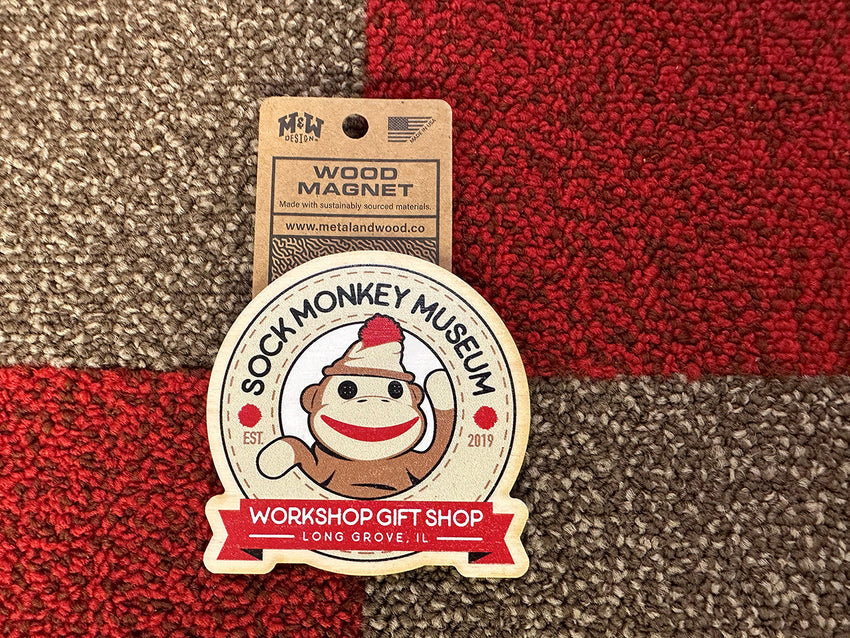 M&W
DESIGN
WOOD
MAGNET
Made with sustainably sourced materials.
www.metalandwood.co
SOCK MONKEY MUSEUM
EST.
2019
WORKSHOP GIFT SHOP
LONG GROVE, IL